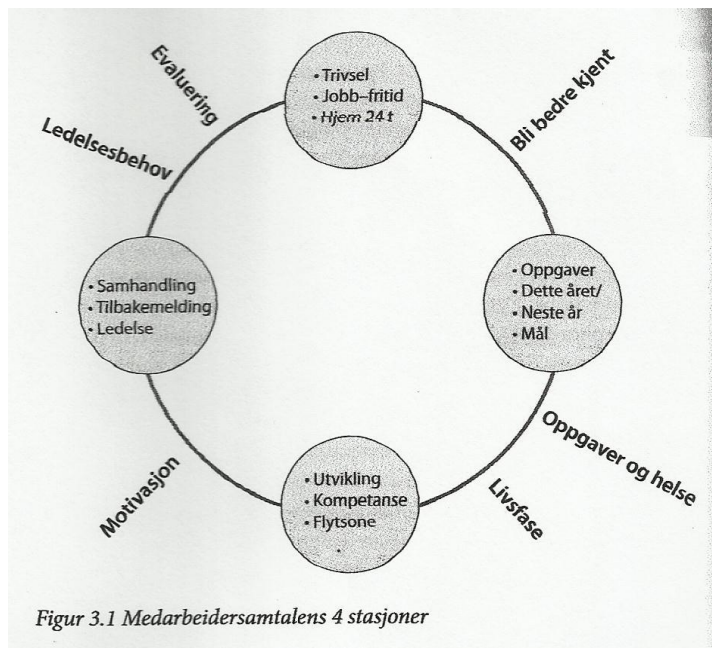 Evaluering
Ledelsesbehov
• Trivsel
• Jobb–fritid
• Hjem 24 t
Bli bedre kjent
• Oppgaver
• Dette året/
• Neste år
• Mål
Oppgaver og helse
Livsfase
• Utvikling
• Kompetanse
• Flytsone
Motivasjon
• Samhandling
• Tilbakemelding
• Ledelse
Figur 3.1 Medarbeidersamtalens 4 stasjoner